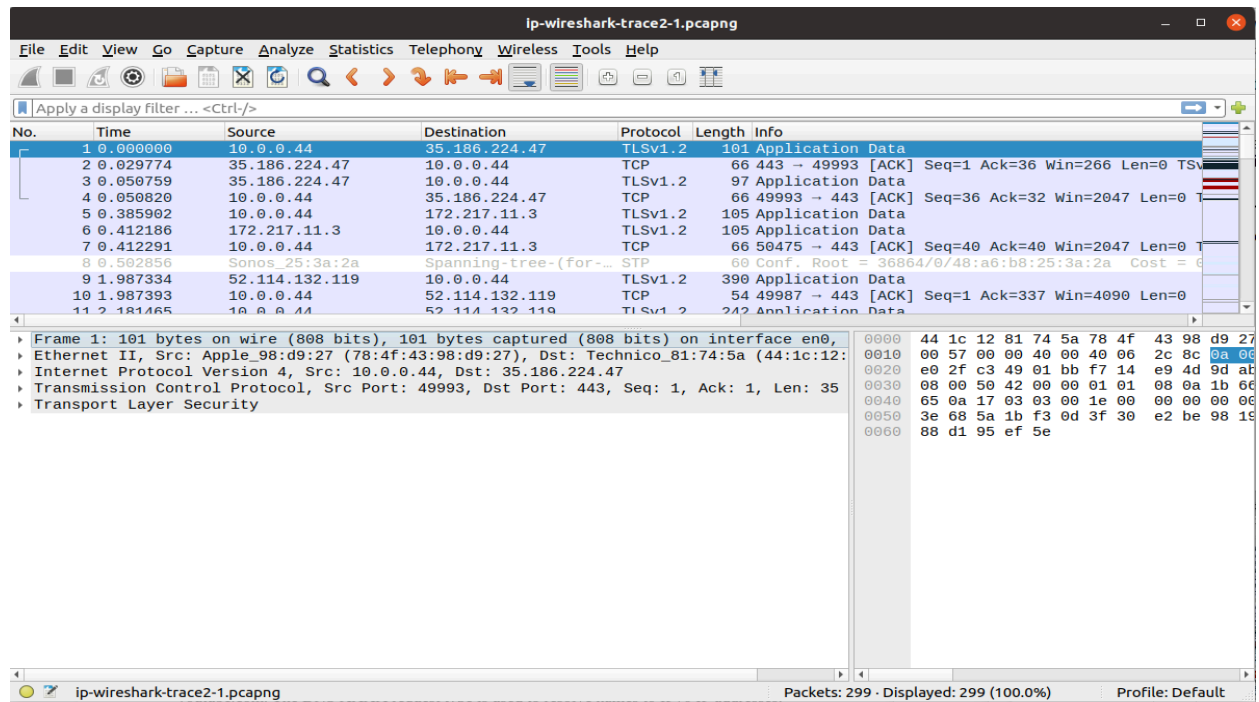 ip-wireshark-trace2-1.pcapng
File Edit View Go Capture Analyze Statistics Telephony Wireless Tools Help
Apply a display filter … <Ctrl-/>
No. Time Source Destination Protocol Length Info
1 0.000000 10.0.0.44 35.186.224.47 TLSv1.2 101 Application Data
2 0.029774 35.186.224.47 10.0.0.44 TCP 66 443 → 49993 [ACK] Seq=1 Ack=36 Win=266 Len=0 TSv
3 0.050759 35.186.224.47 10.0.0.44 TLSv1.2 97 Application Data
4 0.050820 10.0.0.44 35.186.224.47 TCP 66 49993 → 443 [ACK] Seq=36 Ack=32 Win=2047 Len=0 T
5 0.385902 10.0.0.44 172.217.11.3 TLSv1.2 105 Application Data
6 0.412186 172.217.11.3 10.0.0.44 TLSv1.2 105 Application Data
7 0.412291 10.0.0.44 172.217.11.3 TCP 66 50475 → 443 [ACK] Seq=40 Ack=40 Win=2047 Len=0 T
8 0.502856 Sonos_25:3a:2a Spanning-tree-(for-… STP 60 Conf. Root = 36864/0/48:a6:b8:25:3a:2a Cost = 0
9 1.987334 52.114.132.119 10.0.0.44 TLSv1.2 390 Application Data
10 1.987393 10.0.0.44 52.114.132.119 TCP 54 49987 → 443 [ACK] Seq=1 Ack=337 Win=4090 Len=0
11 2.181465 10.0.0.44 52.114.132.119 TLSv1.2 242 Application Data
Frame 1: 101 bytes on wire (808 bits), 101 bytes captured (808 bits) on interface en0,
Ethernet II, Src: Apple_98:d9:27 (78:4f:43:98:d9:27), Dst: Technico_81:74:5a (44:1c:12:
Internet Protocol Version 4, Src: 10.0.0.44, Dst: 35.186.224.47
Transmission Control Protocol, Src Port: 49993, Dst Port: 443, Seq: 1, Ack: 1, Len: 35
Transport Layer Security
0000 44 1c 12 81 74 5a 78 4f 43 98 d9 27
0010 00 57 00 00 40 00 40 06 2c 8c 0a 00
0020 e0 2f c3 49 01 bb f7 14 e9 4d 9d ab
0030 08 00 50 42 00 00 01 01 08 0a 1b 66
0040 65 0a 17 03 03 00 1e 00 00 00 00 00
0050 3e 68 5a 1b f3 0d 3f 30 e2 be 98 19
0060 88 d1 95 ef 5e
ip-wireshark-trace2-1.pcapng Packets: 299 · Displayed: 299 (100.0%) Profile: Default